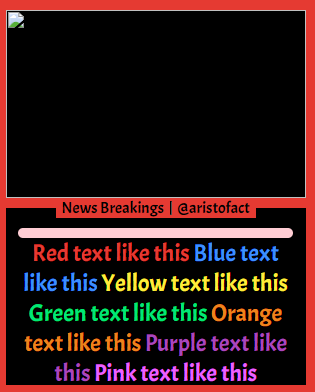 News Breakings | @aristofact
Red text like this Blue text
like this Yellow text like this
Green text like this Orange
text like this Purple text like
this Pink text like this